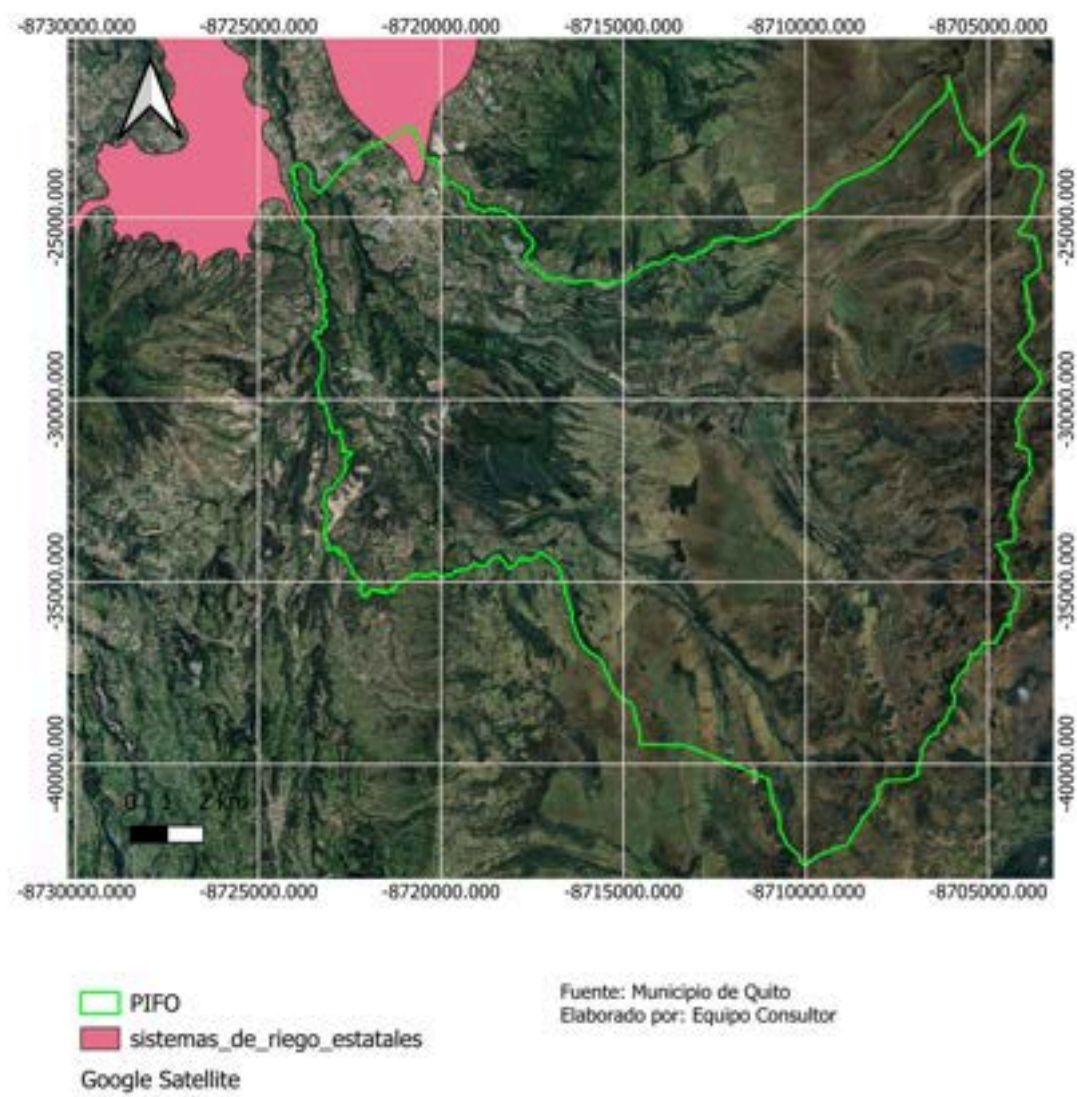 -8730000.000 -8725000.000 -8720000.000 -8715000.000 -8710000.000 -8705000.000
-25000.000 -25000.000
-30000.000 -30000.000
-35000.000 -35000.000
-40000.000 -40000.000
0 1 2 km
-8730000.000 -8725000.000 -8720000.000 -8715000.000 -8710000.000 -8705000.000
PIFO
sistemas_de_riego_estatales
Google Satellite
Fuente: Municipio de Quito
Elaborado por: Equipo Consultor